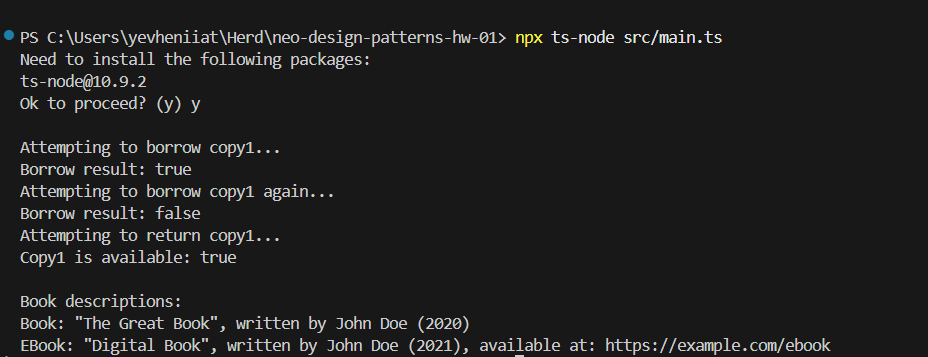 PS C:\Users\yevheniiat\Herd\neo-design-patterns-hw-01> npx ts-node src/main.ts
Need to install the following packages:
ts-node@10.9.2
Ok to proceed? (y) y
Attempting to borrow copy1...
Borrow result: true
Attempting to borrow copy1 again...
Borrow result: false
Attempting to return copy1...
Copy1 is available: true
Book descriptions:
Book: "The Great Book", written by John Doe (2020)
EBook: "Digital Book", written by John Doe (2021), available at: https://example.com/ebook